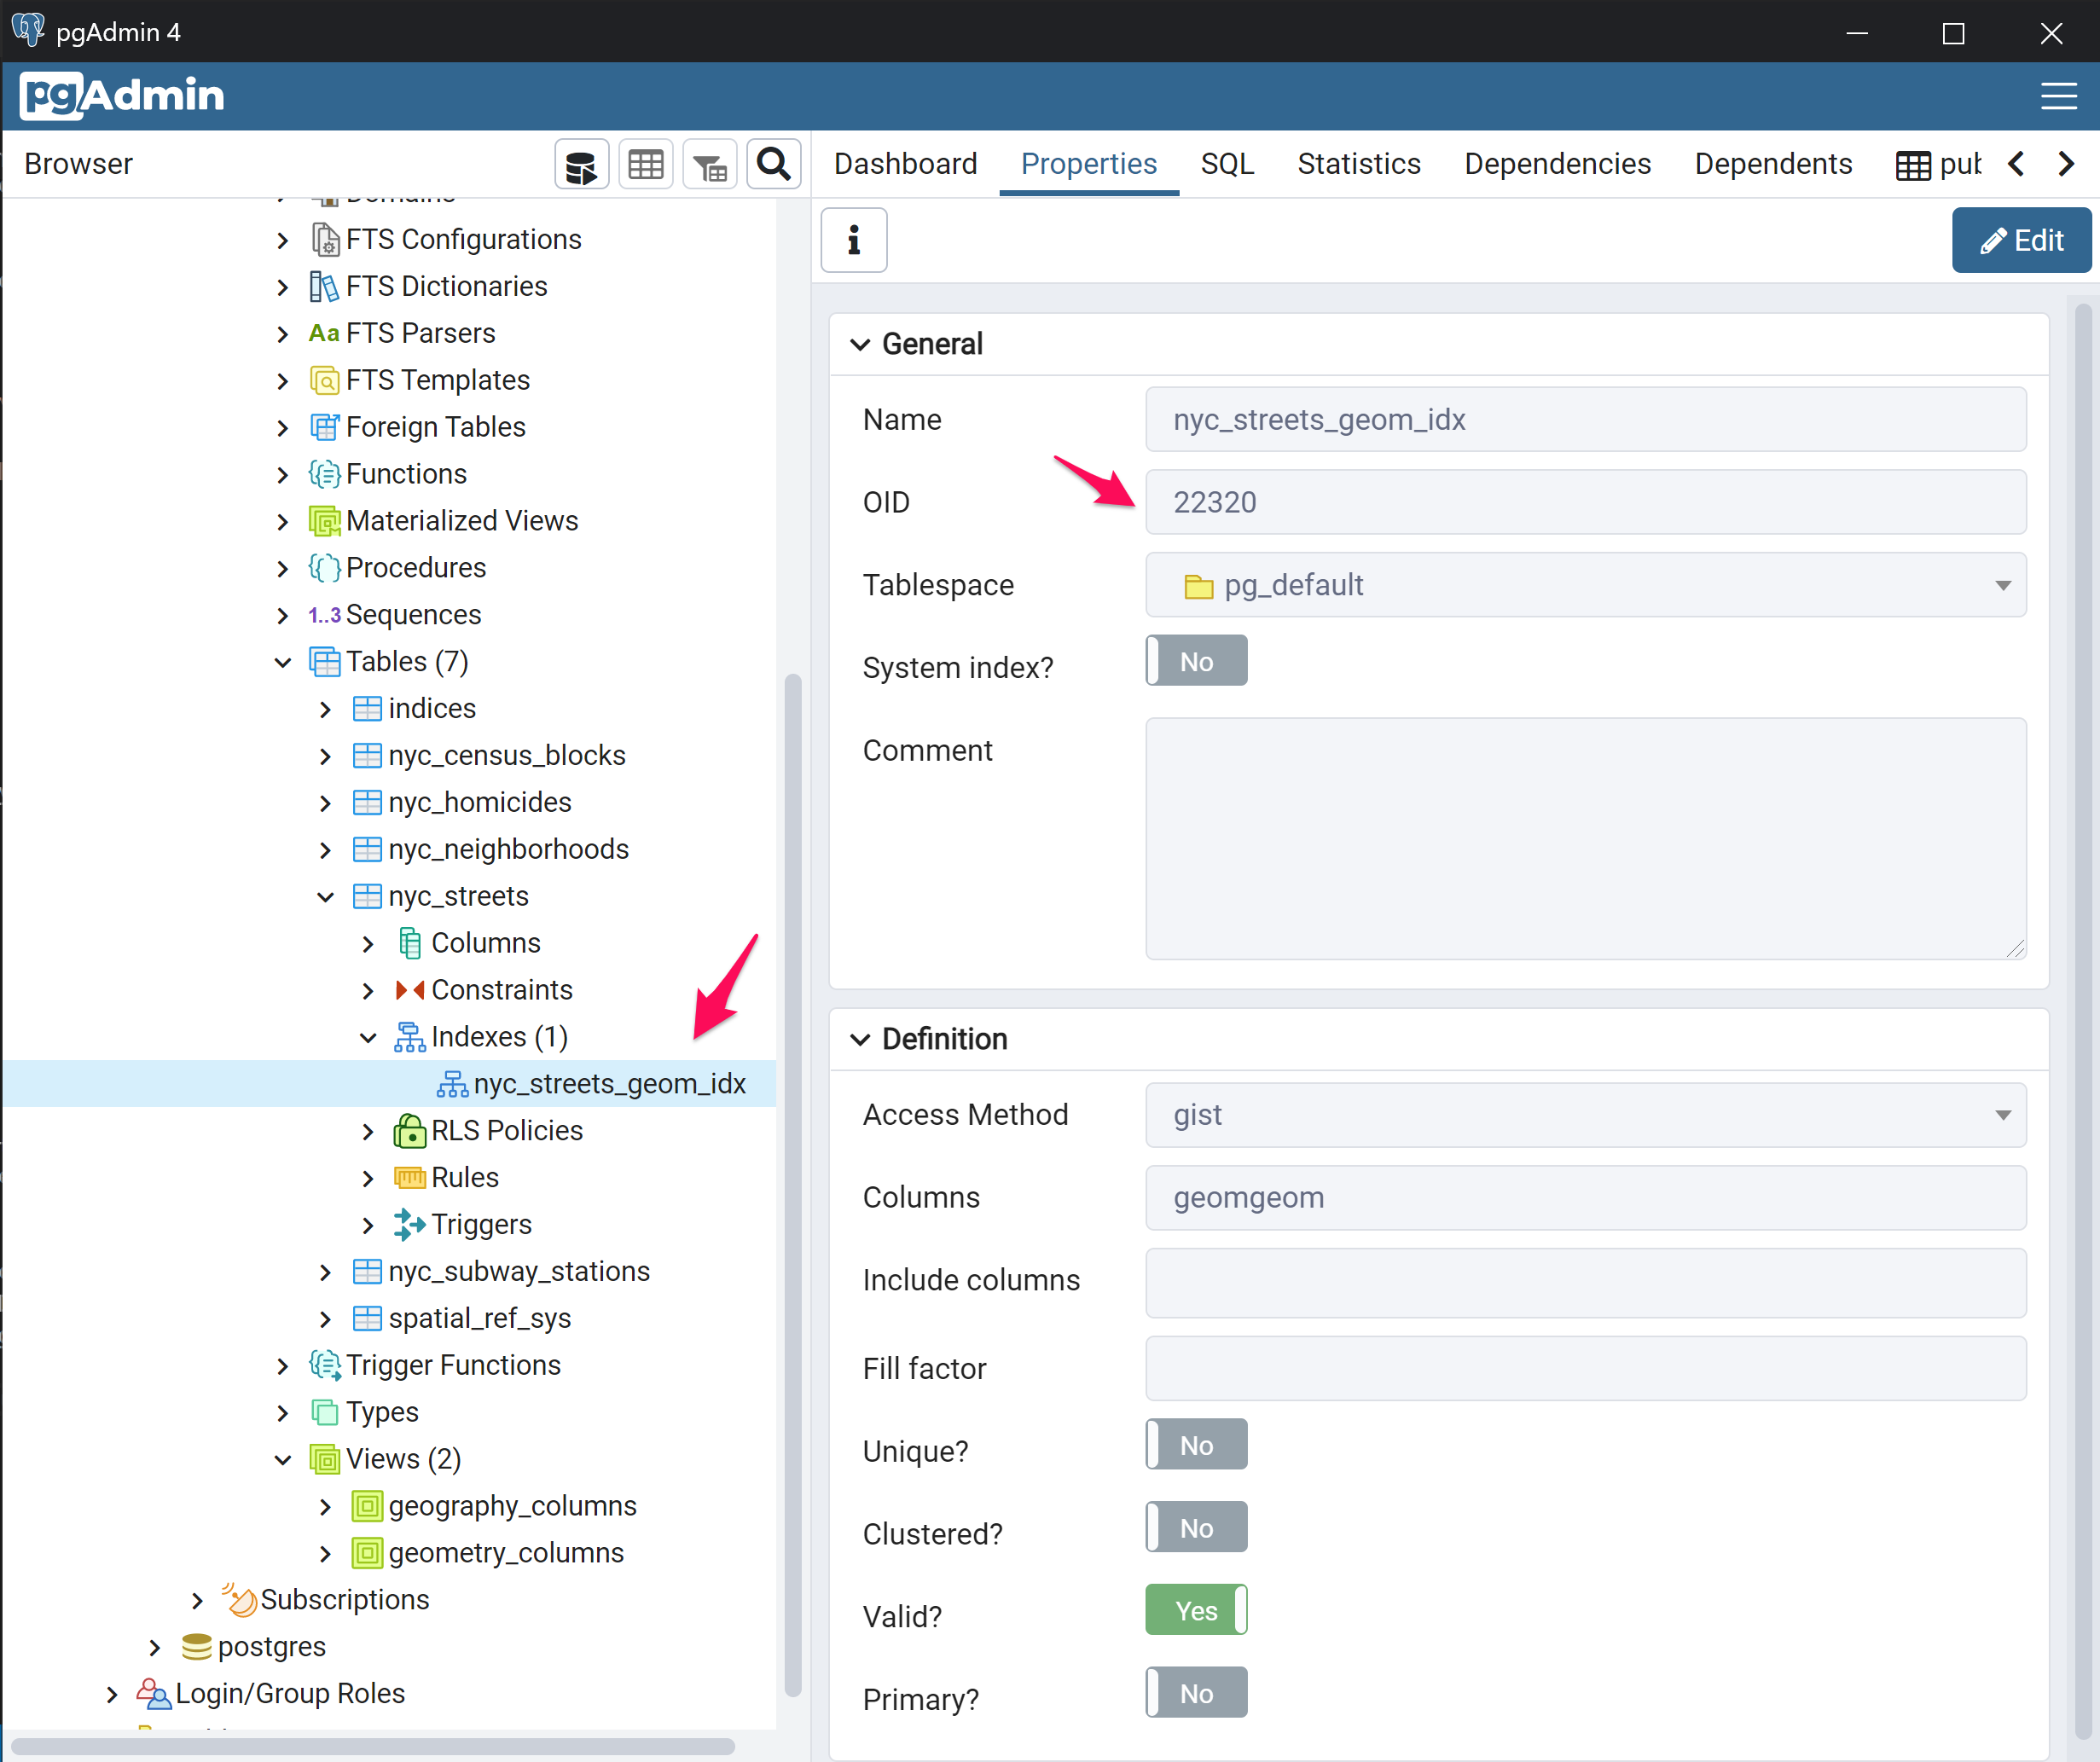 pgAdmin 4
pgAdmin
Browser
Dashboard
Properties
SQL
Statistics
Dependencies
Dependents
pub
Domains
FTS Configurations
FTS Dictionaries
Aa FTS Parsers
FTS Templates
Foreign Tables
Functions
Materialized Views
Procedures
1..3 Sequences
Tables (7)
indices
nyc_census_blocks
nyc_homicides
nyc_neighborhoods
nyc_streets
Columns
Constraints
Indexes (1)
nyc_streets_geom_idx
RLS Policies
Rules
Triggers
nyc_subway_stations
spatial_ref_sys
Trigger Functions
Types
Views (2)
geography_columns
geometry_columns
Subscriptions
postgres
Login/Group Roles
i
Edit
General
Name
nyc_streets_geom_idx
OID
22320
Tablespace
pg_default
System index?
No
Comment
Definition
Access Method
gist
Columns
geomgeom
Include columns
Fill factor
Unique?
No
Clustered?
No
Valid?
Yes
Primary?
No